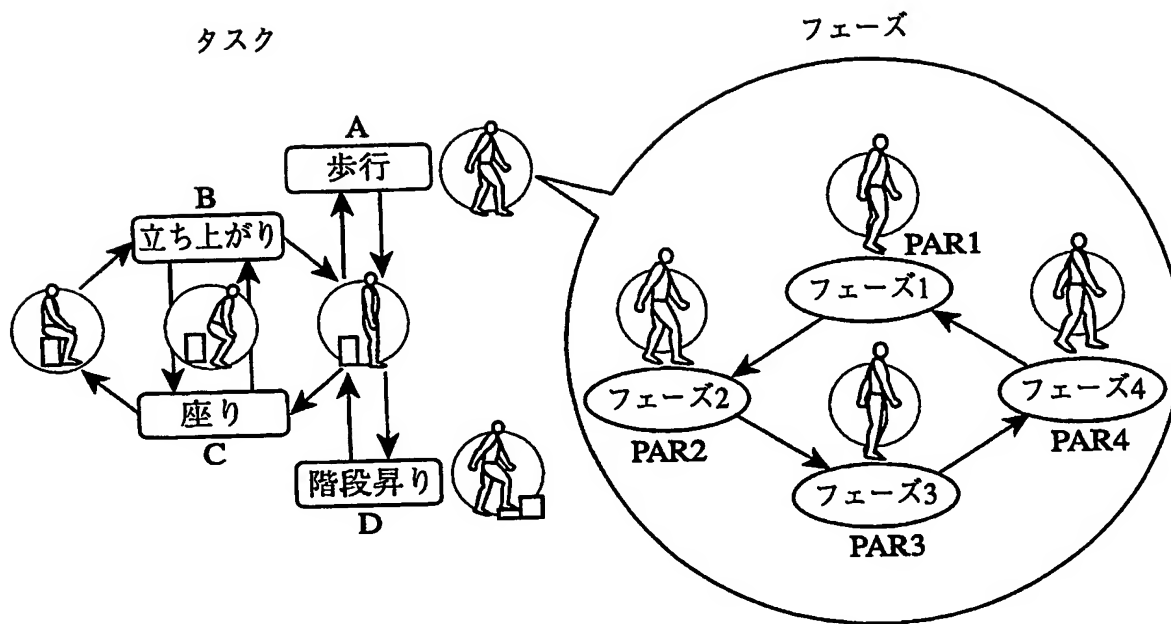 タスク
フェーズ
A
歩行
B
立ち上がり
座り
C
階段昇り
D
PAR1
フェーズ1
フェーズ2
PAR2
フェーズ4
PAR4
フェーズ3
PAR3